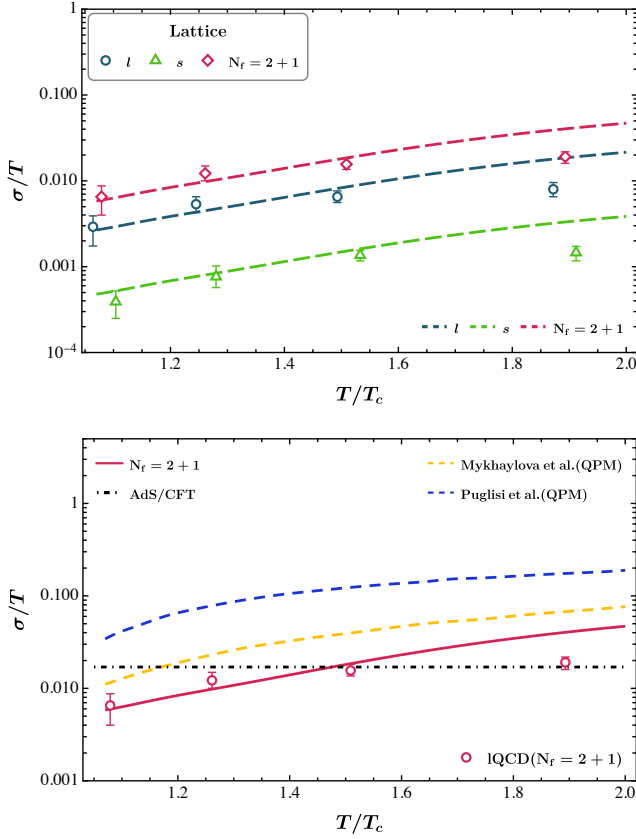 1
Lattice
l s N_f = 2 + 1
0.100
σ/T
0.010
0.001
l s N_f = 2 + 1
10^−4
1.2 1.4 1.6 1.8 2.0
T/T_c
N_f = 2 + 1 Mykhaylova et al.(QPM)
AdS/CFT Puglisi et al.(QPM)
1
0.100
σ/T
0.010
lQCD(N_f = 2 + 1)
0.001
1.2 1.4 1.6 1.8 2.0
T/T_c